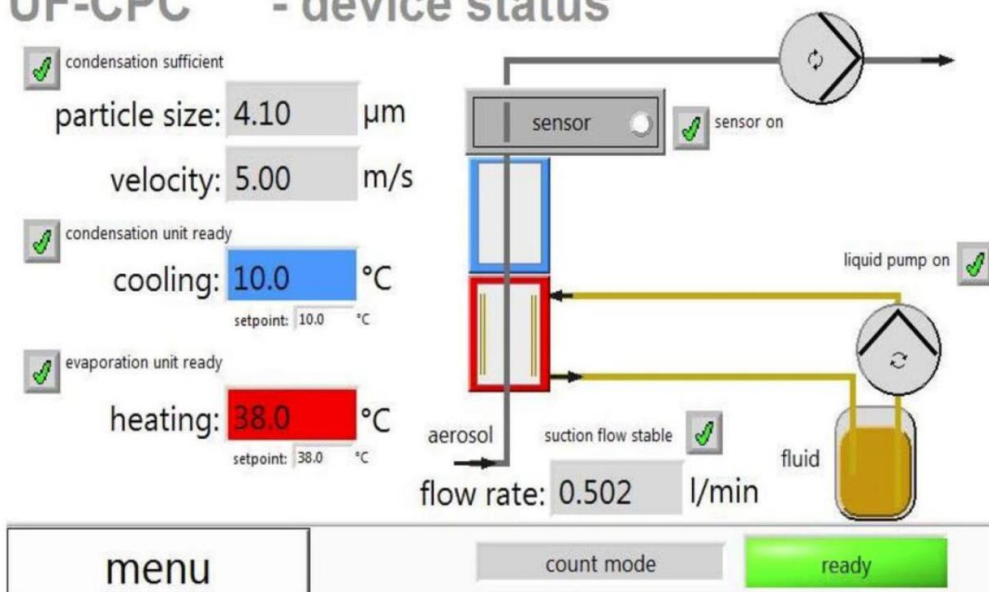 UF-CPC - device status
condensation sufficient
particle size: 4.10 µm
velocity: 5.00 m/s
condensation unit ready
cooling: 10.0 °C
setpoint: 10.0 °C
evaporation unit ready
heating: 38.0 °C
setpoint: 38.0 °C
sensor
sensor on
liquid pump on
aerosol
suction flow stable
fluid
flow rate: 0.502 l/min
menu
count mode
ready